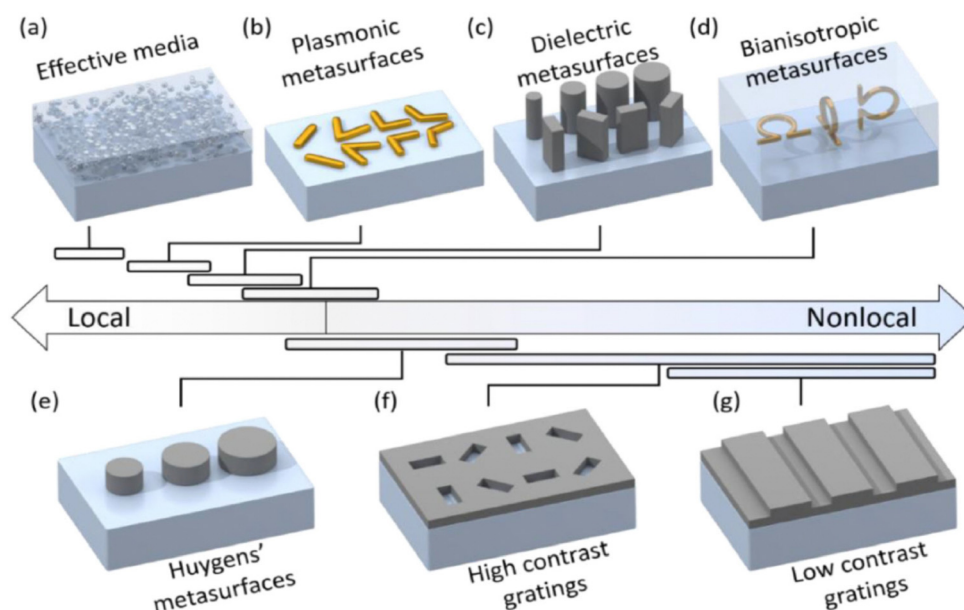 (a)
Effective media
(b)
Plasmonic
metasurfaces
(c)
Dielectric
metasurfaces
(d)
Bianisotropic
metasurfaces
Local
Nonlocal
(e)
Huygens'
metasurfaces
(f)
High contrast
gratings
(g)
Low contrast
gratings